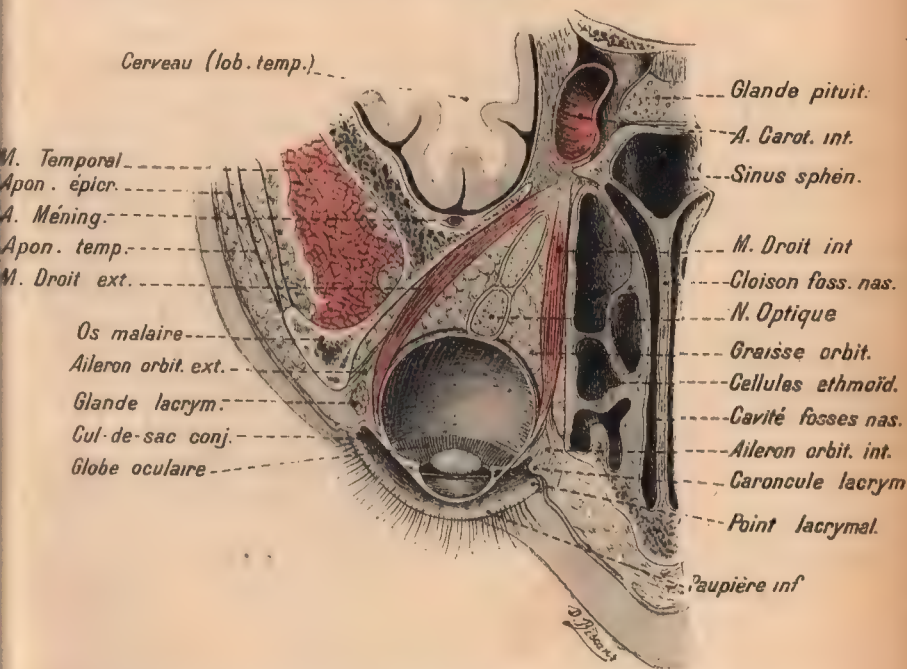 Cerveau (lob. temp.)
M. Temporal
Apon. épicr.
A. Méning.
Apon. temp.
M. Droit ext.
Os malaire
Aileron orbit. ext.
Glande lacrym.
Cul-de-sac conj.
Globe oculaire
Glande pituit.
A. Carot. int.
Sinus sphén.
M. Droit int
Cloison foss. nas.
N. Optique
Graisse orbit.
Cellules ethmoïd.
Cavité fosses nas.
Aileron orbit. int.
Caroncule lacrym
Point lacrymal.
Paupière inf